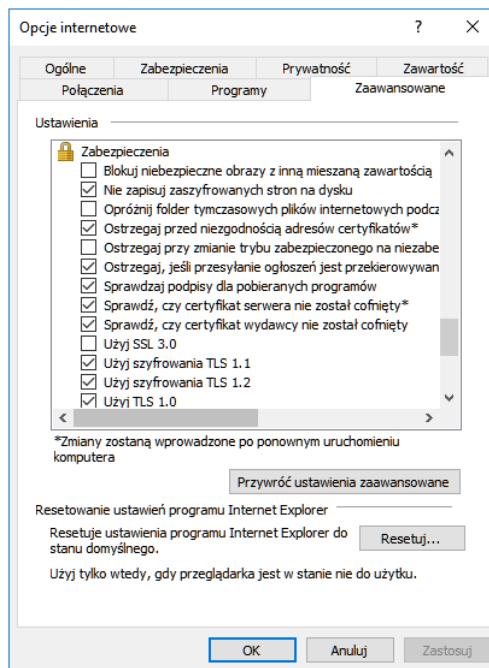 Opcje internetowe
Ogólne Zabezpieczenia Prywatność Zawartość
Połączenia Programy Zaawansowane
Ustawienia
Zabezpieczenia
Blokuj niebezpieczne obrazy z inną mieszaną zawartością
Nie zapisuj zaszyfrowanych stron na dysku
Opróżnij folder tymczasowych plików internetowych podcz
Ostrzegaj przed niezgodnością adresów certyfikatów*
Ostrzegaj przy zmianie trybu zabezpieczonego na niezabe
Ostrzegaj, jeśli przesyłanie ogłoszeń jest przekierowywan
Sprawdzaj podpisy dla pobieranych programów
Sprawdź, czy certyfikat serwera nie został cofnięty*
Sprawdź, czy certyfikat wydawcy nie został cofnięty
Użyj SSL 3.0
Użyj szyfrowania TLS 1.1
Użyj szyfrowania TLS 1.2
Użyj TLS 1.0
*Zmiany zostaną wprowadzone po ponownym uruchomieniu
komputera
Przywróć ustawienia zaawansowane
Resetowanie ustawień programu Internet Explorer
Resetuje ustawienia programu Internet Explorer do
stanu domyślnego.
Resetuj...
Użyj tylko wtedy, gdy przeglądarka jest w stanie nie do użytku.
OK Anuluj Zastosuj